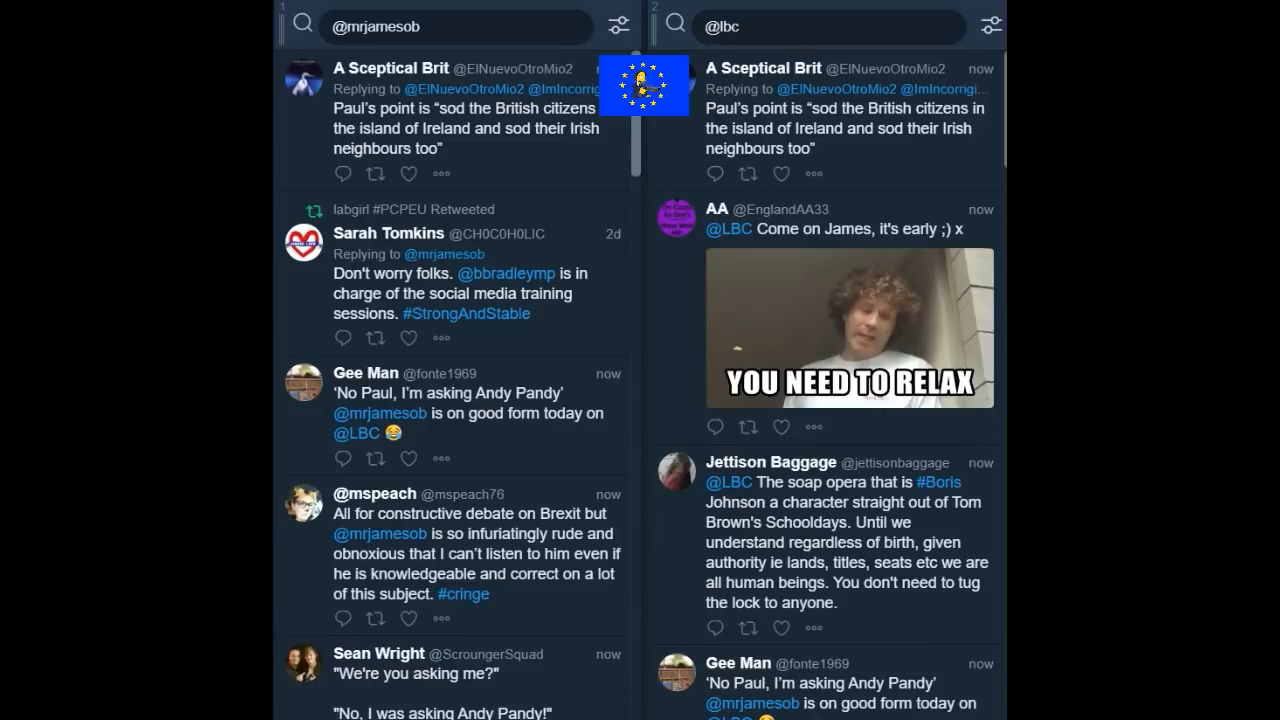 1
@mrjamesob
A Sceptical Brit @ElNuevoOtroMio2
Replying to @ElNuevoOtroMio2 @ImIncorrig
Paul's point is “sod the British citizens
the island of Ireland and sod their Irish
neighbours too”
labgirl #PCPEU Retweeted
Sarah Tomkins @CH0C0H0LIC 2d
Replying to @mrjamesob
Don't worry folks. @bbradleymp is in
charge of the social media training
sessions. #StrongAndStable
Gee Man @fonte1969 now
‘No Paul, I’m asking Andy Pandy’
@mrjamesob is on good form today on
@LBC 😂
@mspeach @mspeach76 now
All for constructive debate on Brexit but
@mrjamesob is so infuriatingly rude and
obnoxious that I can’t listen to him even if
he is knowledgeable and correct on a lot
of this subject. #cringe
Sean Wright @ScroungerSquad now
"We're you asking me?"
"No, I was asking Andy Pandy!"
2
@lbc
A Sceptical Brit @ElNuevoOtroMio2 now
Replying to @ElNuevoOtroMio2 @ImIncorrigi...
Paul's point is “sod the British citizens in
the island of Ireland and sod their Irish
neighbours too”
AA @EnglandAA33 now
@LBC Come on James, it's early ;) x
YOU NEED TO RELAX
Jettison Baggage @jettisonbaggage now
@LBC The soap opera that is #Boris
Johnson a character straight out of Tom
Brown's Schooldays. Until we
understand regardless of birth, given
authority ie lands, titles, seats etc we are
all human beings. You don't need to tug
the lock to anyone.
Gee Man @fonte1969 now
‘No Paul, I’m asking Andy Pandy’
@mrjamesob is on good form today on
@LBC 😂